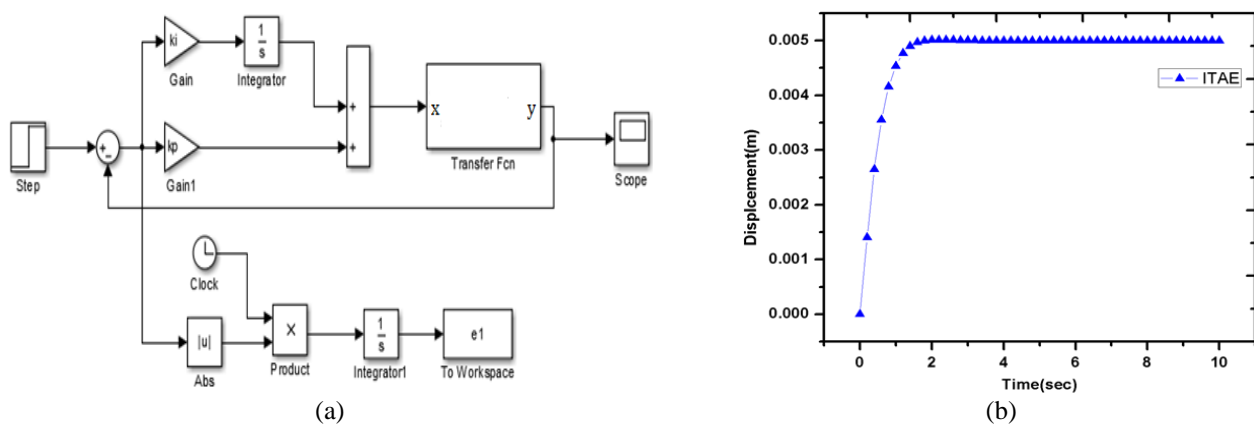 ki
Gain
1
s
Integrator
+
+
x
y
Transfer Fcn
Scope
Step
+
−
kp
Gain1
Clock
|u|
Abs
X
Product
1
s
Integrator1
e1
To Workspace
(a)
Displcement(m)
0.005
0.004
0.003
0.002
0.001
0.000
ITAE
0
2
4
6
8
10
Time(sec)
(b)